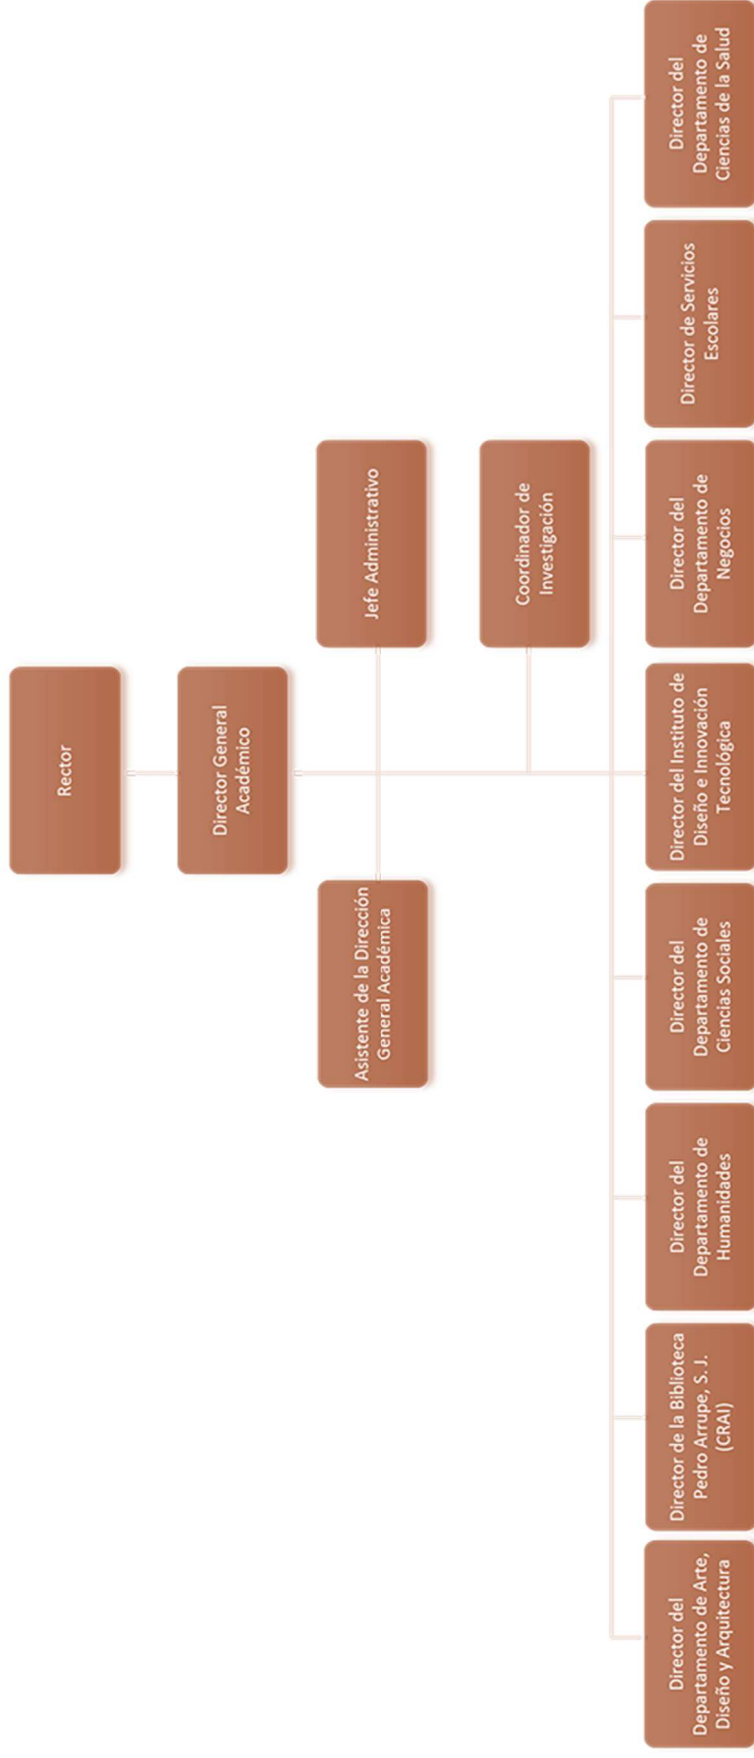 Rector
Director General
Académico
Asistente de la Dirección
General Académica
Jefe Administrativo
Coordinador de
Investigación
Director del
Departamento de Arte,
Diseño y Arquitectura
Director de la Biblioteca
Pedro Arrupe, S.J.
(CRAI)
Director del
Departamento de
Humanidades
Director del
Departamento de
Ciencias Sociales
Director del Instituto de
Diseño e Innovación
Tecnológica
Director del
Departamento de
Negocios
Director de Servicios
Escolares
Director del
Departamento de
Ciencias de la Salud